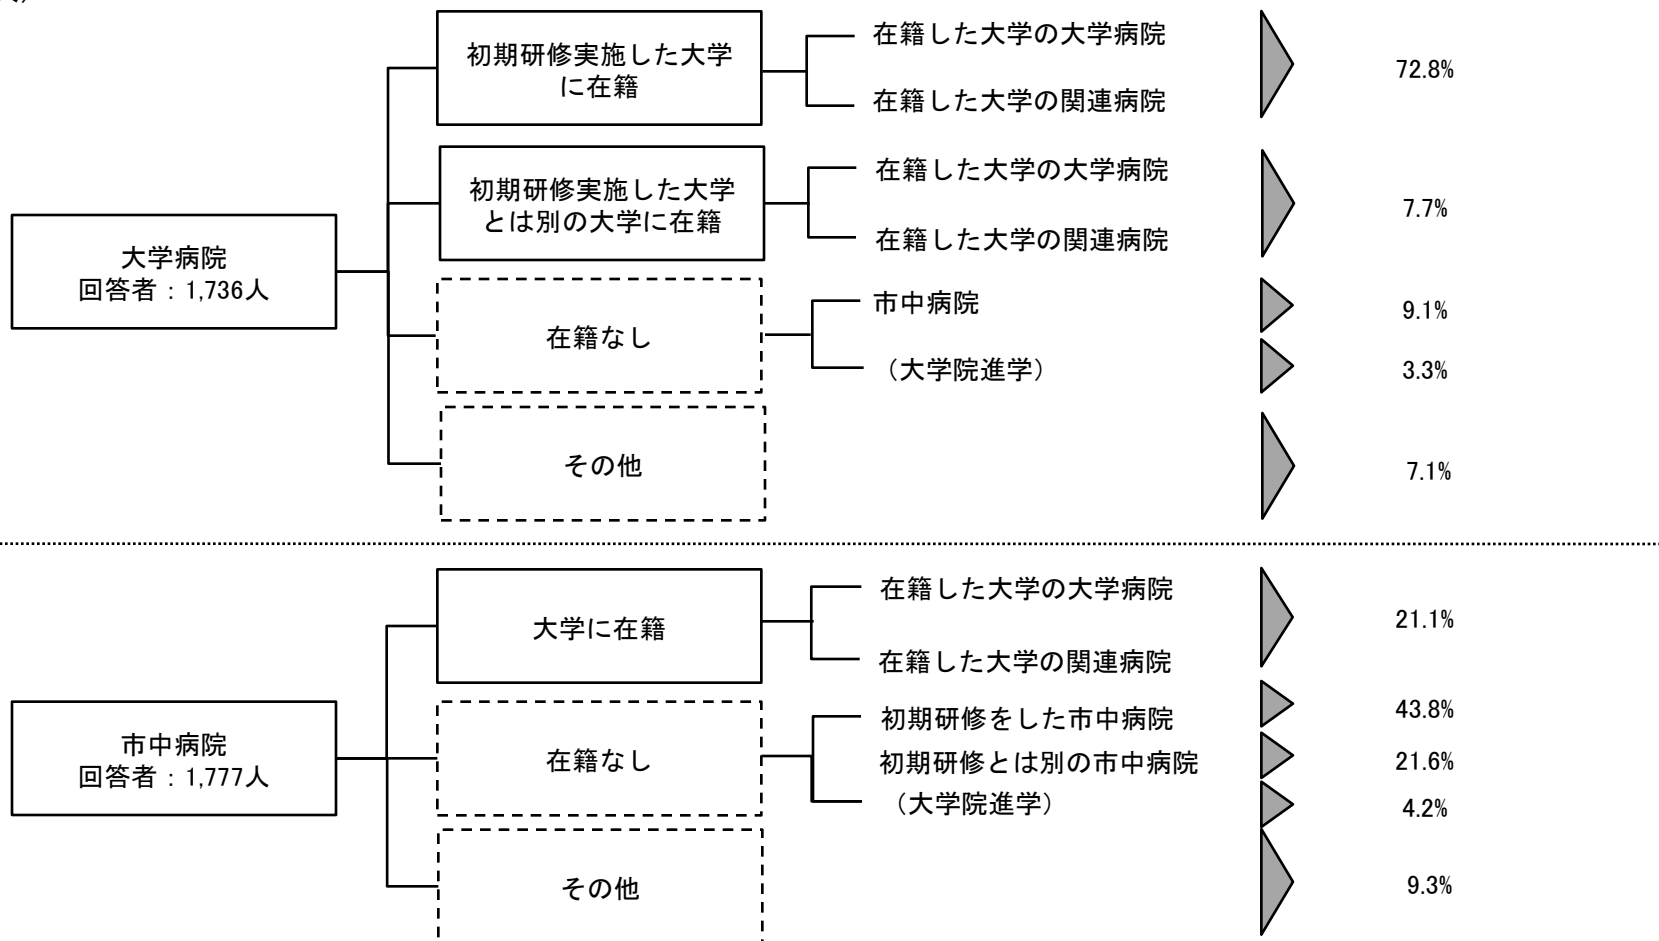 大学病院
回答者：1,736人
初期研修実施した大学
に在籍
在籍した大学の大学病院
在籍した大学の関連病院
72.8%
初期研修実施した大学
とは別の大学に在籍
在籍した大学の大学病院
在籍した大学の関連病院
7.7%
在籍なし
市中病院
9.1%
（大学院進学）
3.3%
その他
7.1%
市中病院
回答者：1,777人
大学に在籍
在籍した大学の大学病院
在籍した大学の関連病院
21.1%
在籍なし
初期研修をした市中病院
43.8%
初期研修とは別の市中病院
21.6%
（大学院進学）
4.2%
その他
9.3%